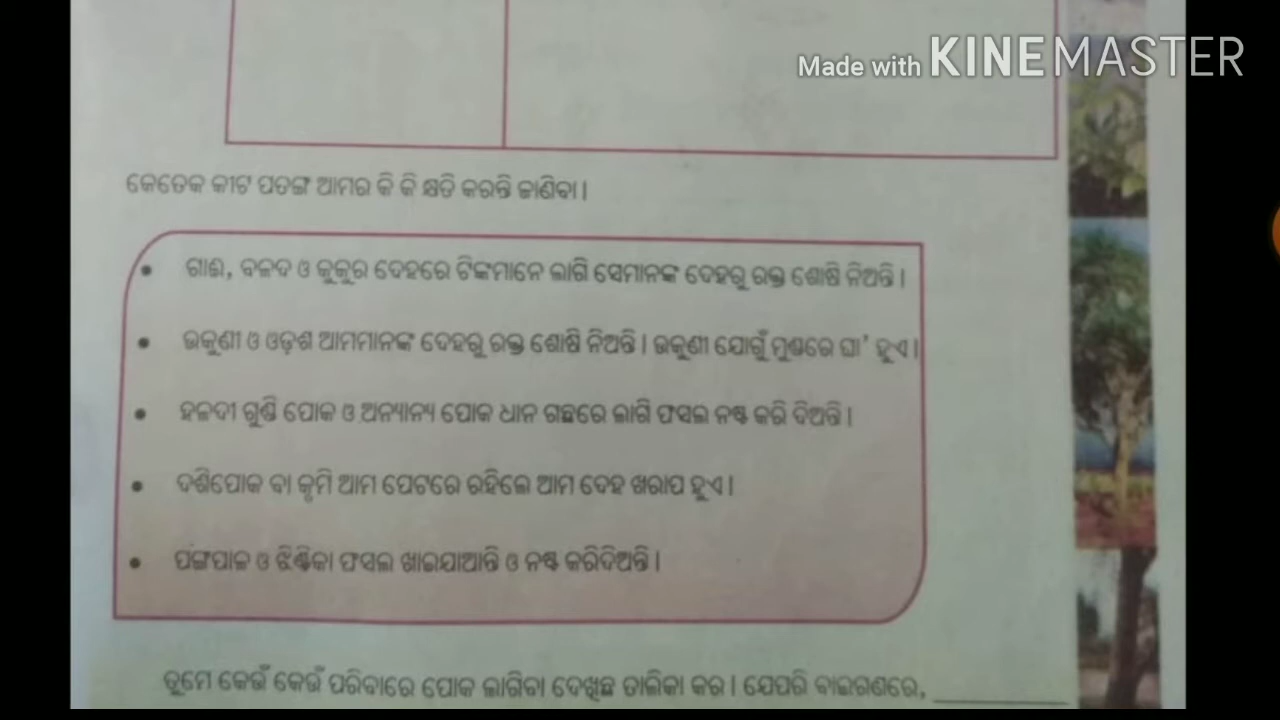 Made with KINEMASTER
କେତେକ କୀଟ ପତଙ୍ଗ ଆମର କି କି କ୍ଷତି କରନ୍ତି ଜାଣିବା ।
• ଗାଈ, ବଳଦ ଓ କୁକୁର ଦେହରେ ଟିଙ୍କମାନେ ଲାଗି ସେମାନଙ୍କ ଦେହରୁ ରକ୍ତ ଶୋଷି ନିଅନ୍ତି ।
• ଉକୁଣୀ ଓ ଓଡ଼ଶ ଆମମାନଙ୍କ ଦେହରୁ ରକ୍ତ ଶୋଷି ନିଅନ୍ତି । ଉକୁଣୀ ଯୋଗୁଁ ମୁଣ୍ଡରେ ଘା’ ହୁଏ ।
• ହଳଦୀ ଗୁଣ୍ଡି ପୋକ ଓ ଅନ୍ୟାନ୍ୟ ପୋକ ଧାନ ଗଛରେ ଲାଗି ଫସଲ ନଷ୍ଟ କରି ଦିଅନ୍ତି ।
• ଦଶିପୋକ ବା କୃମି ଆମ ପେଟରେ ରହିଲେ ଆମ ଦେହ ଖରାପ ହୁଏ ।
• ପଙ୍ଗପାଳ ଓ ଝିଣ୍ଟିକା ଫସଲ ଖାଇଯାଆନ୍ତି ଓ ନଷ୍ଟ କରିଦିଅନ୍ତି ।
ତୁମେ କେଉଁ କେଉଁ ପରିବାରେ ପୋକ ଲାଗିବା ଦେଖିଛ ତାଲିକା କର । ଯେପରି ବାଇଗଣରେ,